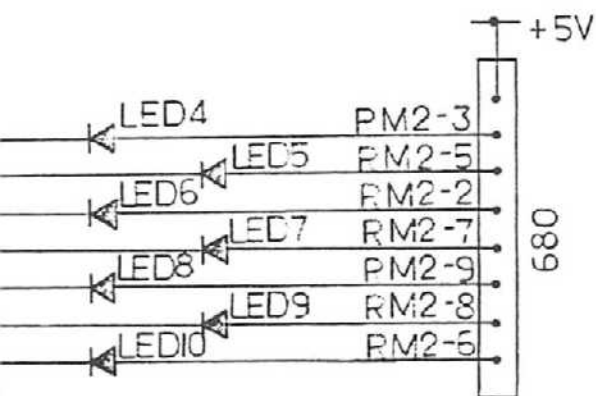 +5V
LED4 PM2-3
LED5 RM2-5
LED6 RM2-2
LED7 RM2-7
LED8 PM2-9
LED9 RM2-8
LED10 RM2-6
680